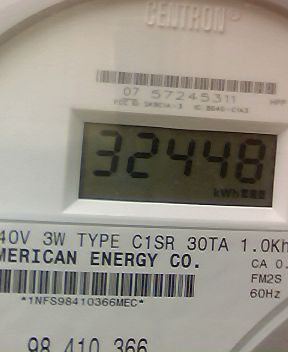 CENTRON®
07 57245311
HPP
32448
kWh
40V 3W TYPE C1SR 30TA 1.0Kh
MERICAN ENERGY CO.
CA 0.
FM2S
60Hz
*1NFS98410366MEC*
98 410 366